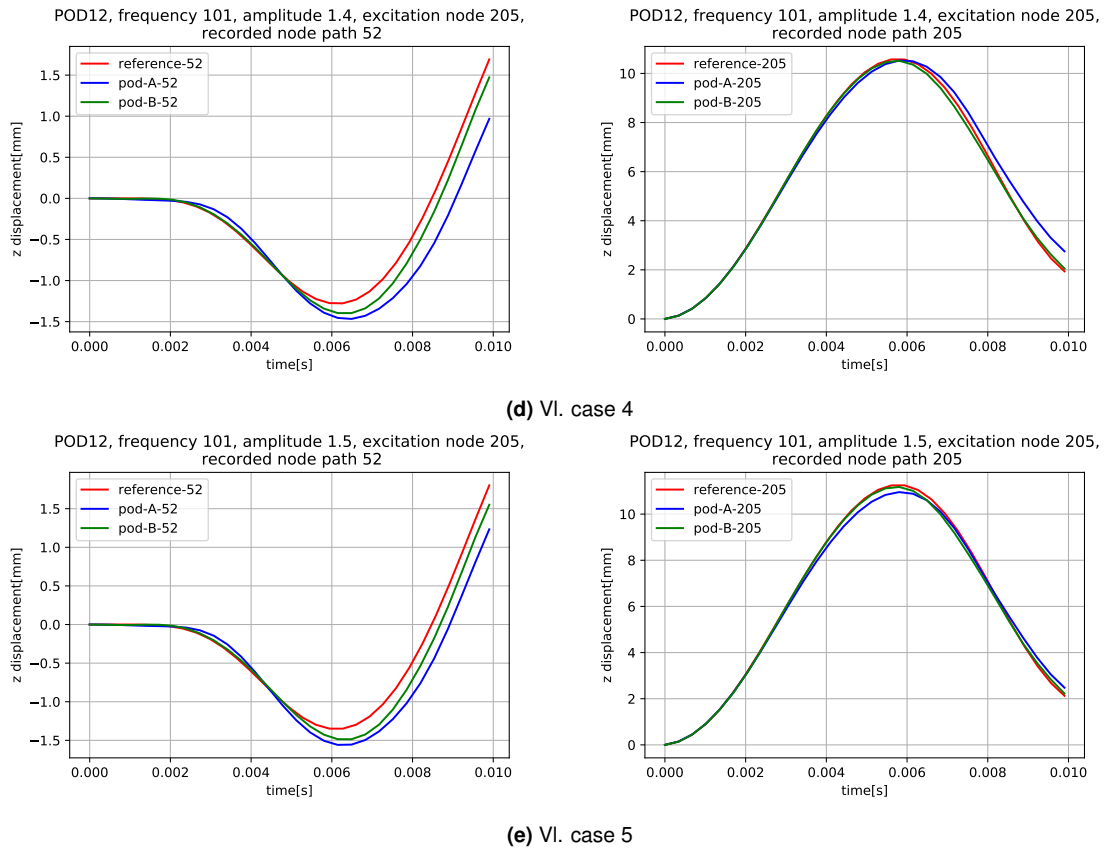 POD12, frequency 101, amplitude 1.4, excitation node 205,
recorded node path 52
reference-52
pod-A-52
pod-B-52
1.5
1.0
0.5
0.0
−0.5
−1.0
−1.5
z displacement[mm]
0.000 0.002 0.004 0.006 0.008 0.010
time[s]
POD12, frequency 101, amplitude 1.4, excitation node 205,
recorded node path 205
reference-205
pod-A-205
pod-B-205
10
8
6
4
2
0
z displacement[mm]
0.000 0.002 0.004 0.006 0.008 0.010
time[s]
(d) Vl. case 4
POD12, frequency 101, amplitude 1.5, excitation node 205,
recorded node path 52
reference-52
pod-A-52
pod-B-52
1.5
1.0
0.5
0.0
−0.5
−1.0
−1.5
z displacement[mm]
0.000 0.002 0.004 0.006 0.008 0.010
time[s]
POD12, frequency 101, amplitude 1.5, excitation node 205,
recorded node path 205
reference-205
pod-A-205
pod-B-205
10
8
6
4
2
0
z displacement[mm]
0.000 0.002 0.004 0.006 0.008 0.010
time[s]
(e) Vl. case 5